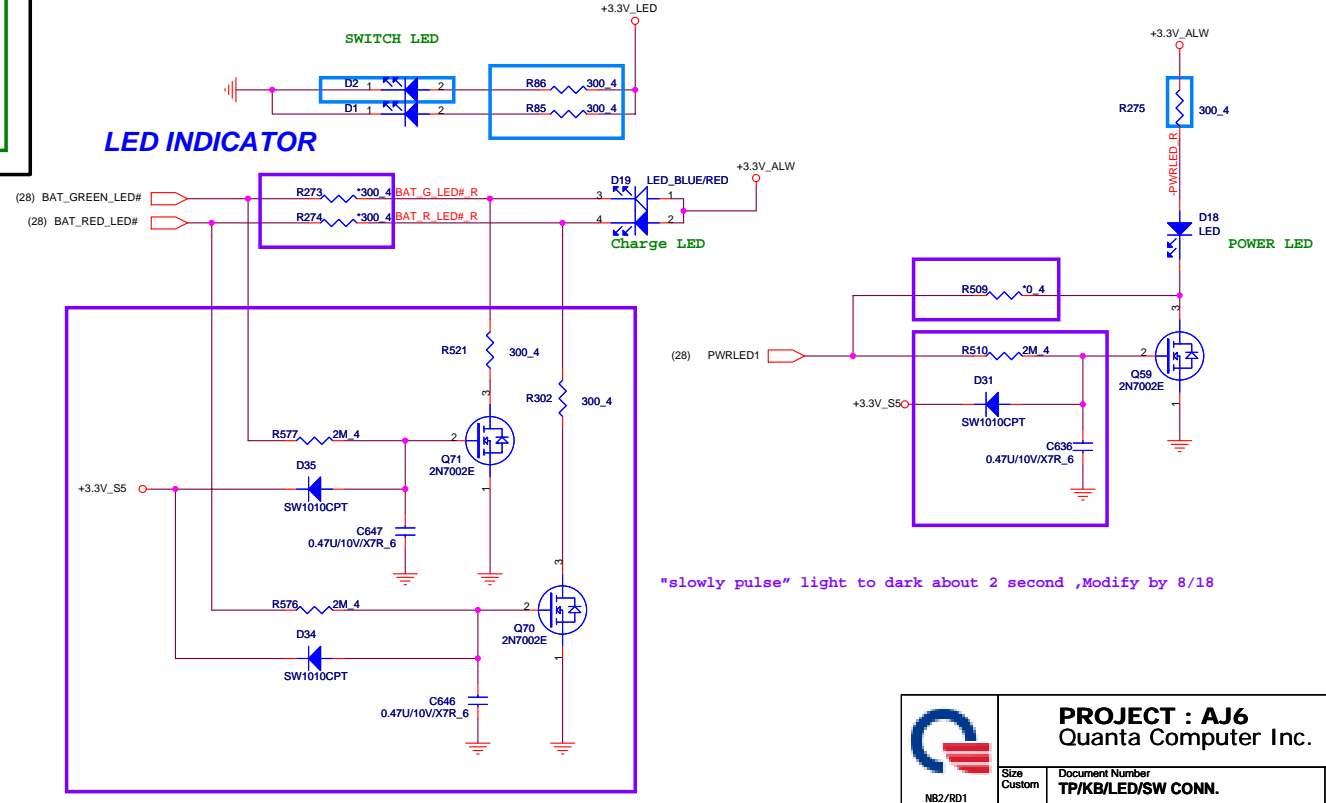 +3.3V_LED
SWITCH LED
D2 1 2 R86 300_4
D1 1 2 R85 300_4
+3.3V_ALW
R275 300_4
-PWRLED_R
LED INDICATOR
+3.3V_ALW
(28) BAT_GREEN_LED# R273 *300_4 BAT_G_LED#_R 3 D19 LED_BLUE/RED 1
(28) BAT_RED_LED# R274 *300_4 BAT_R_LED#_R 4 2
Charge LED
D18
LED
POWER LED
R509 *0_4
3
(28) PWRLED1 R510 2M_4 2
Q59
2N7002E
1
D31
+3.3V_S5
SW1010CPT
C636
0.47U/10V/X7R_6
R521 300_4
R302 300_4
3
R577 2M_4 2
Q71
2N7002E
1
D35
+3.3V_S5
SW1010CPT
C647
0.47U/10V/X7R_6
3
R576 2M_4 2
Q70
2N7002E
1
D34
SW1010CPT
C646
0.47U/10V/X7R_6
"slowly pulse” light to dark about 2 second ,Modify by 8/18
PROJECT : AJ6
Quanta Computer Inc.
NB2/RD1
Size
Custom
Document Number
TP/KB/LED/SW CONN.